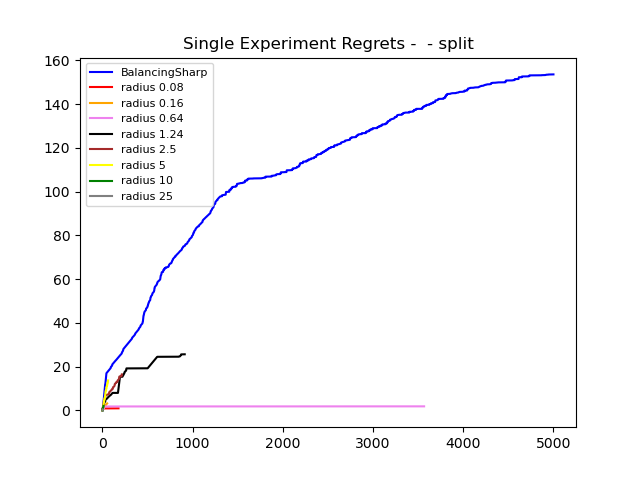 Single Experiment Regrets -  - split
160
140
120
100
80
60
40
20
0
BalancingSharp
radius 0.08
radius 0.16
radius 0.64
radius 1.24
radius 2.5
radius 5
radius 10
radius 25
0 1000 2000 3000 4000 5000